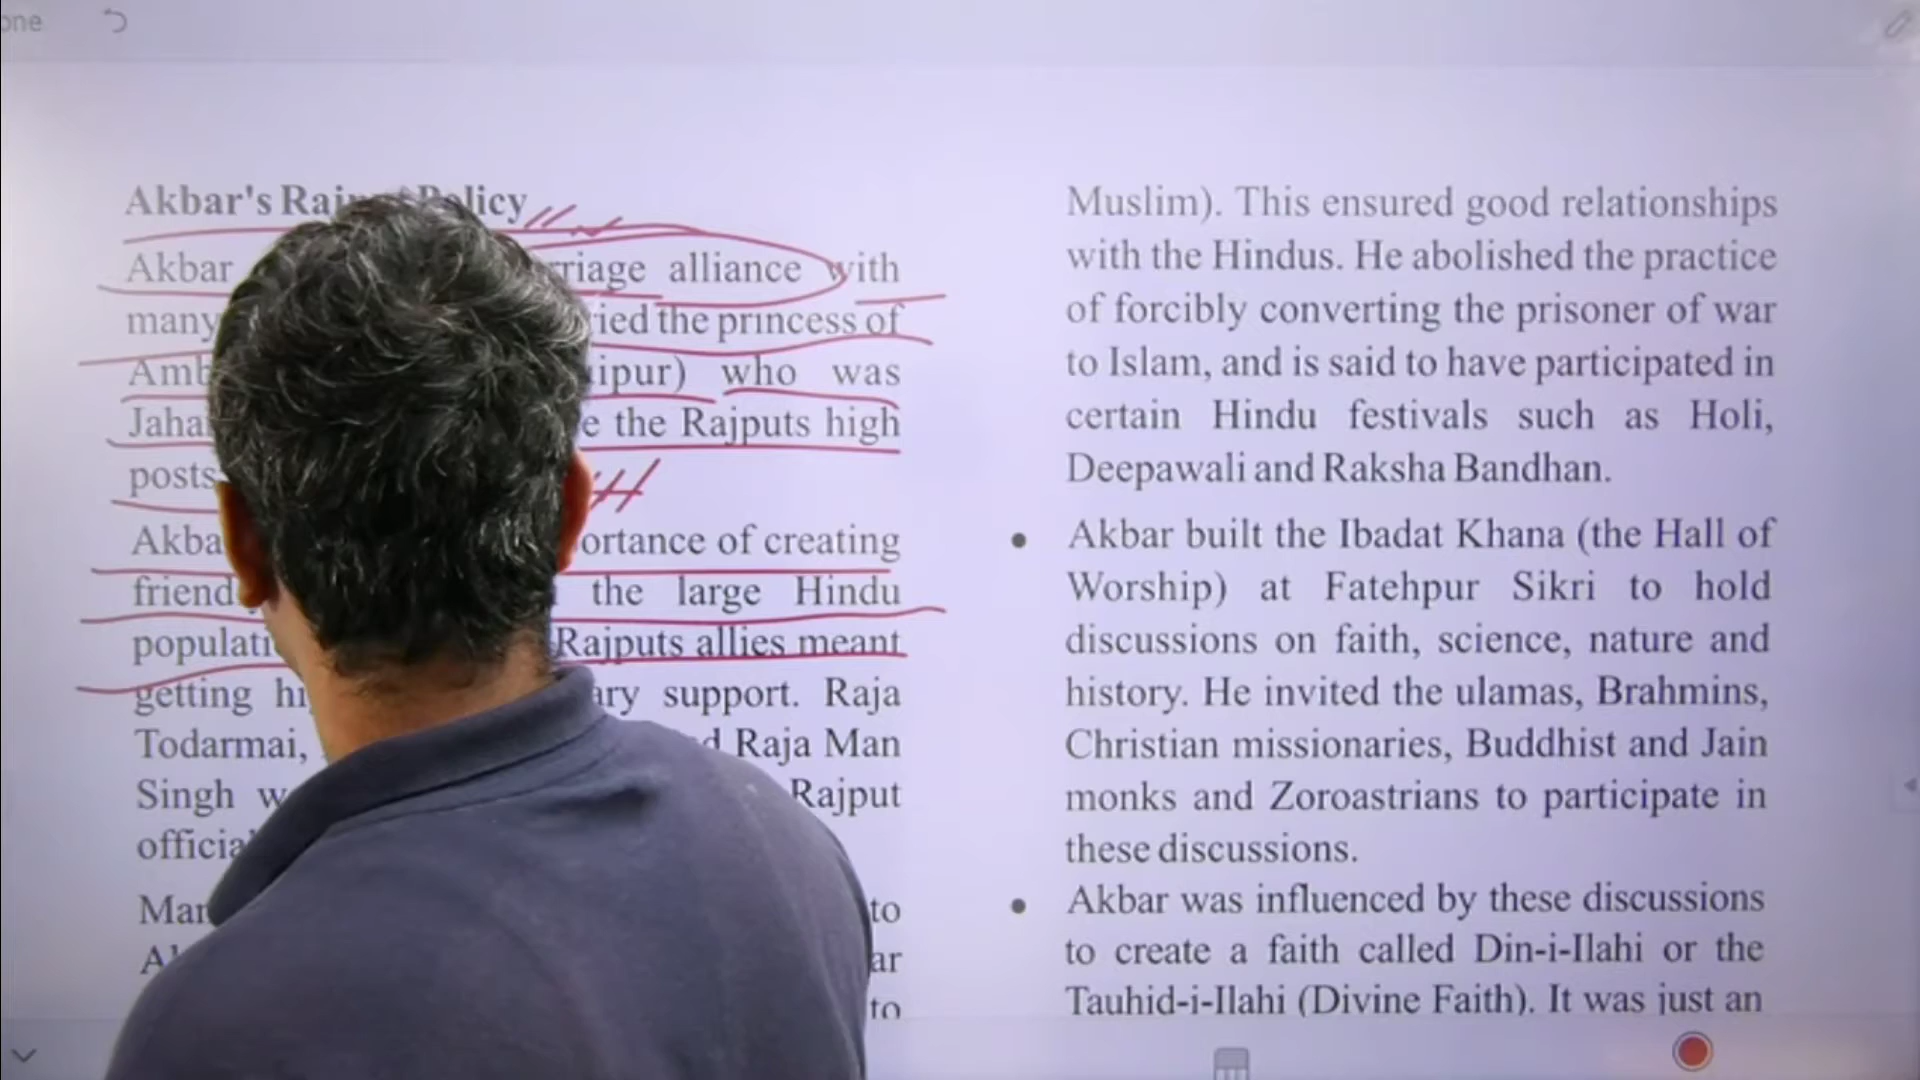 one
Akbar's Rajput Policy
Akbar riage alliance with
many ried the princess of
Amb ipur) who was
Jahan e the Rajputs high
posts
Akba ortance of creating
friend the large Hindu
populati Rajputs allies meant
getting hi ary support. Raja
Todarmai, d Raja Man
Singh w Rajput
officia
Man to
Ak ar
to
Muslim). This ensured good relationships
with the Hindus. He abolished the practice
of forcibly converting the prisoner of war
to Islam, and is said to have participated in
certain Hindu festivals such as Holi,
Deepawali and Raksha Bandhan.
• Akbar built the Ibadat Khana (the Hall of
Worship) at Fatehpur Sikri to hold
discussions on faith, science, nature and
history. He invited the ulamas, Brahmins,
Christian missionaries, Buddhist and Jain
monks and Zoroastrians to participate in
these discussions.
• Akbar was influenced by these discussions
to create a faith called Din-i-Ilahi or the
Tauhid-i-Ilahi (Divine Faith). It was just an